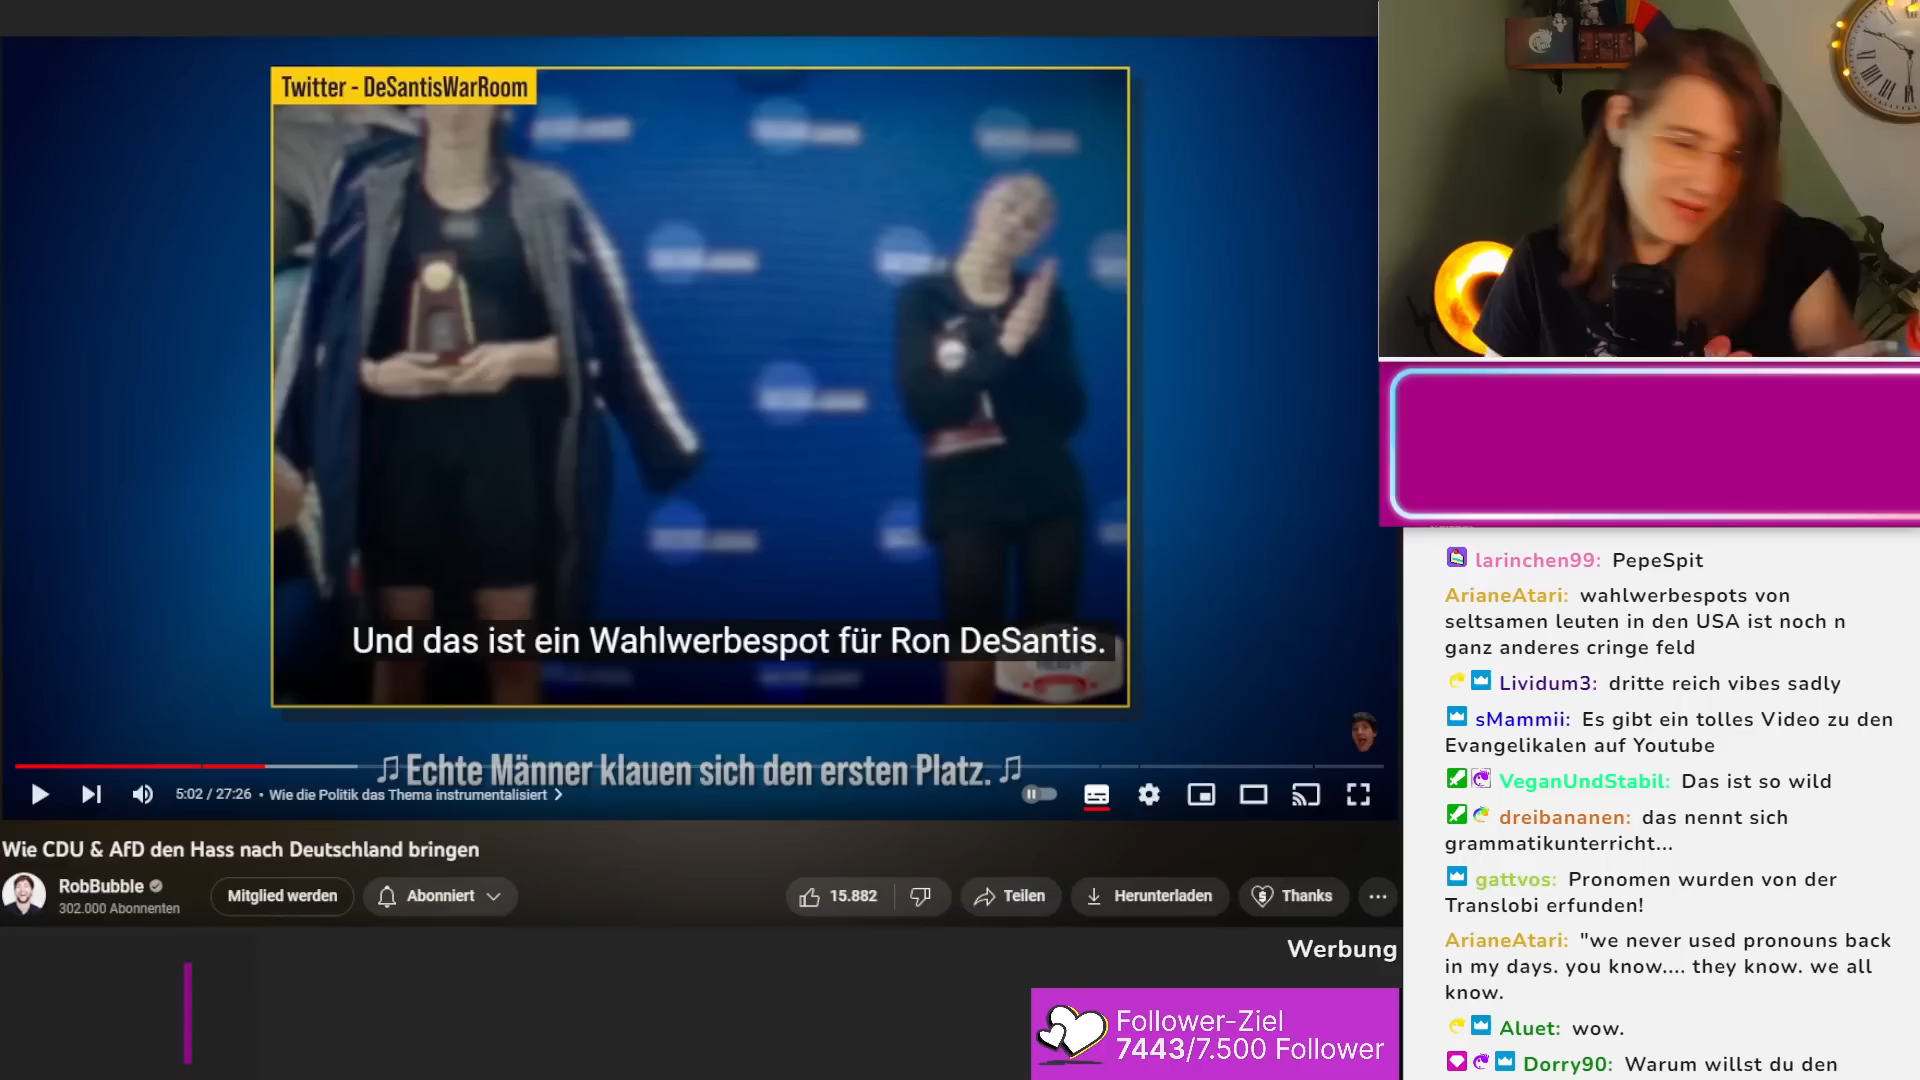 Twitter - DeSantisWarRoom
Und das ist ein Wahlwerbespot für Ron DeSantis.
♫ Echte Männer klauen sich den ersten Platz. ♫
5:02 / 27:26 • Wie die Politik das Thema instrumentalisiert
Wie CDU & AfD den Hass nach Deutschland bringen
RobBubble
302.000 Abonnenten
Mitglied werden
Abonniert
15.882
Teilen
Herunterladen
Thanks
Werbung
Follower-Ziel
7443/7.500 Follower
larinchen99: PepeSpit
ArianeAtari: wahlwerbespots von
seltsamen leuten in den USA ist noch n
ganz anderes cringe feld
Lividum3: dritte reich vibes sadly
sMammii: Es gibt ein tolles Video zu den
Evangelikalen auf Youtube
VeganUndStabil: Das ist so wild
dreibananen: das nennt sich
grammatikunterricht...
gattvos: Pronomen wurden von der
Translobi erfunden!
ArianeAtari: "we never used pronouns back
in my days. you know.... they know. we all
know.
Aluet: wow.
Dorry90: Warum willst du den